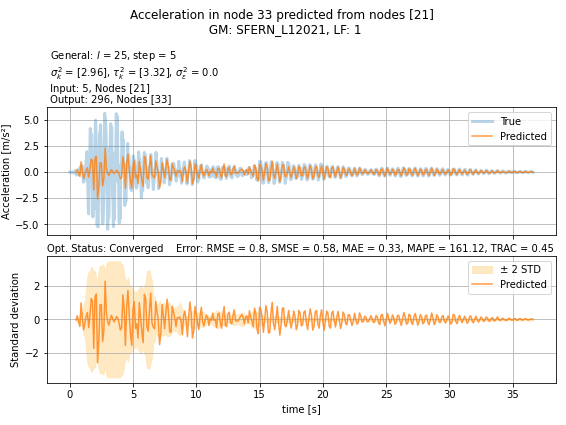 Acceleration in node 33 predicted from nodes [21]
GM: SFERN_L12021, LF: 1
General: l = 25, step = 5
σ²ₖ = [2.96], τ²ₖ = [3.32], σ²ε = 0.0
Input: 5, Nodes [21]
Output: 296, Nodes [33]
Acceleration [m/s²]
5.0
2.5
0.0
−2.5
−5.0
True
Predicted
Opt. Status: Converged Error: RMSE = 0.8, SMSE = 0.58, MAE = 0.33, MAPE = 161.12, TRAC = 0.45
Standard deviation
2
0
−2
± 2 STD
Predicted
0 5 10 15 20 25 30 35
time [s]